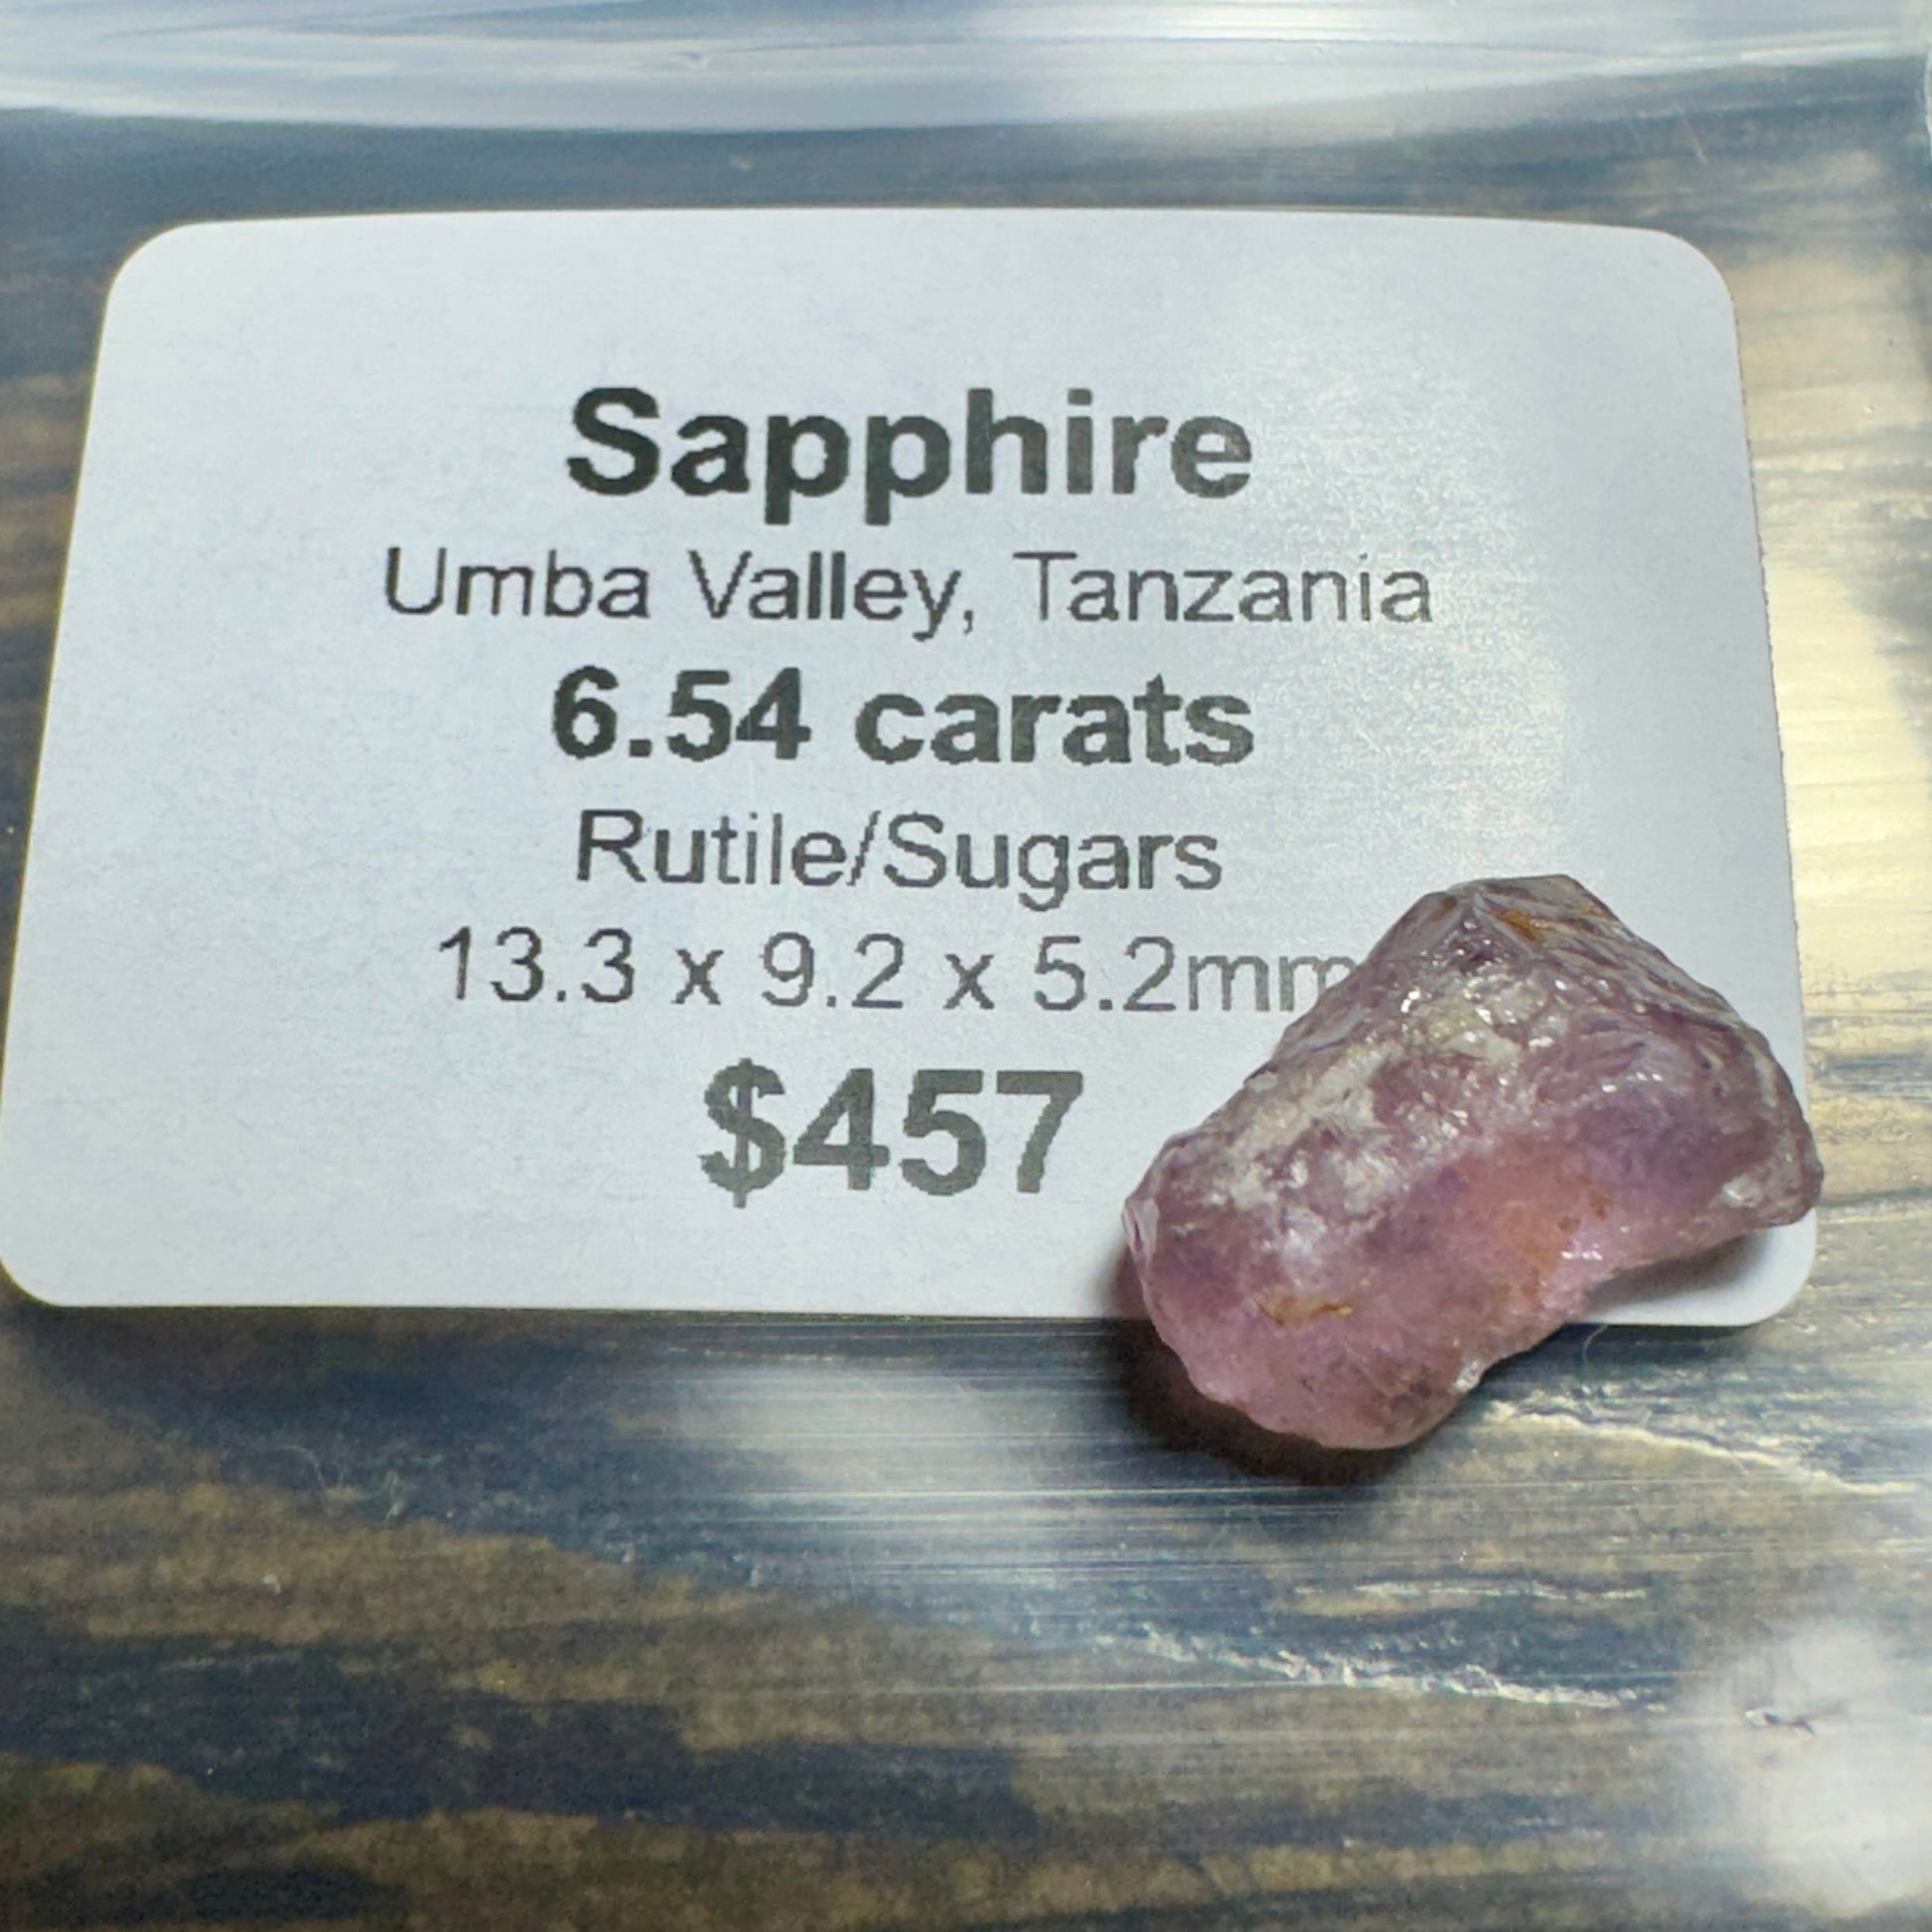 Sapphire
Umba Valley, Tanzania
6.54 carats
Rutile/Sugars
13.3 x 9.2 x 5.2mm
$457